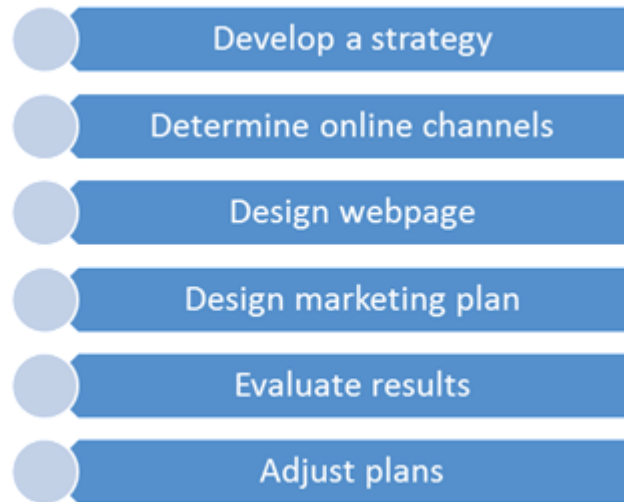 Develop a strategy
Determine online channels
Design webpage
Design marketing plan
Evaluate results
Adjust plans